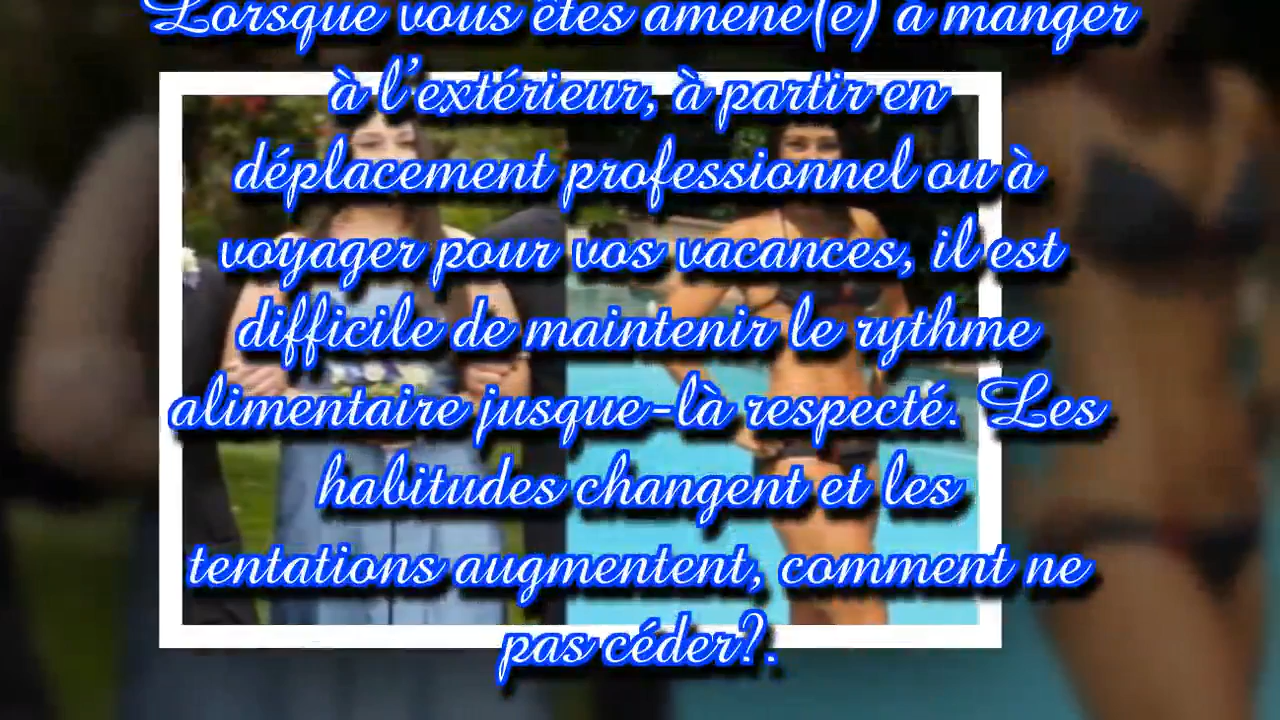 Lorsque vous êtes amené(e) à manger
à l'extérieur, à partir en
déplacement professionnel ou à
voyager pour vos vacances, il est
difficile de maintenir le rythme
alimentaire jusque-là respecté. Les
habitudes changent et les
tentations augmentent, comment ne
pas céder?.